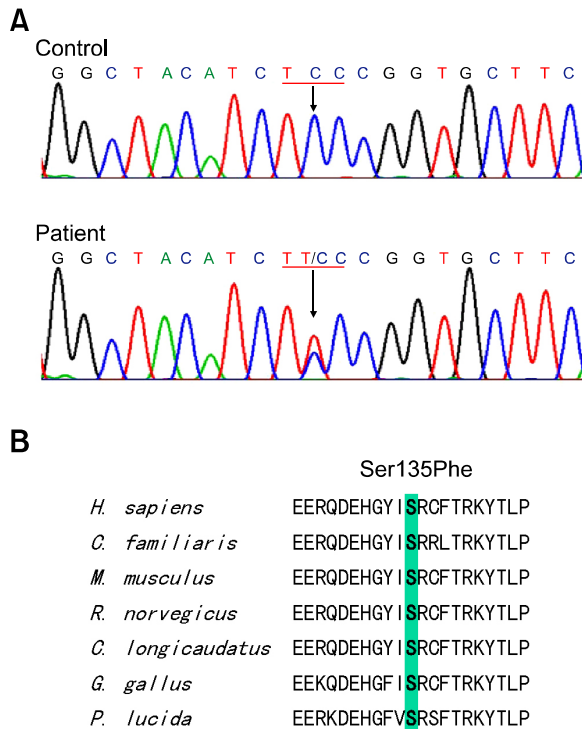 A
Control
G G C T A C A T C T C C C G G T G C T T C
Patient
G G C T A C A T C T T/C C C G G T G C T T C
B
Ser135Phe
H. sapiens EERQDEHGYISRCFTRKYTLP
C. familiaris EERQDEHGYISRRLTRKYTLP
M. musculus EERQDEHGYISRCFTRKYTLP
R. norvegicus EERQDEHGYISRCFTRKYTLP
C. longicaudatus EERQDEHGYISRCFTRKYTLP
G. gallus EEKQDEHGFISRCFTRKYTLP
P. lucida EERKDEHGFVSRSFTRKYTLP